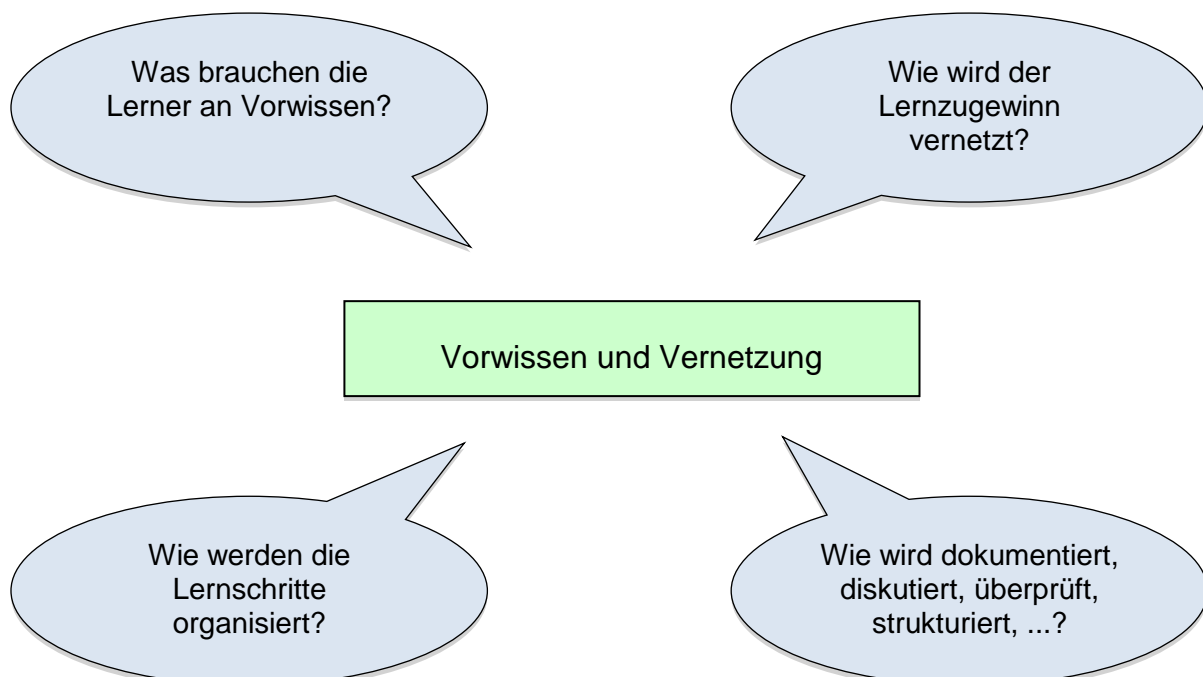 Was brauchen die
Lerner an Vorwissen?
Wie wird der
Lernzugewinn
vernetzt?
Vorwissen und Vernetzung
Wie werden die
Lernschritte
organisiert?
Wie wird dokumentiert,
diskutiert, überprüft,
strukturiert, ...?